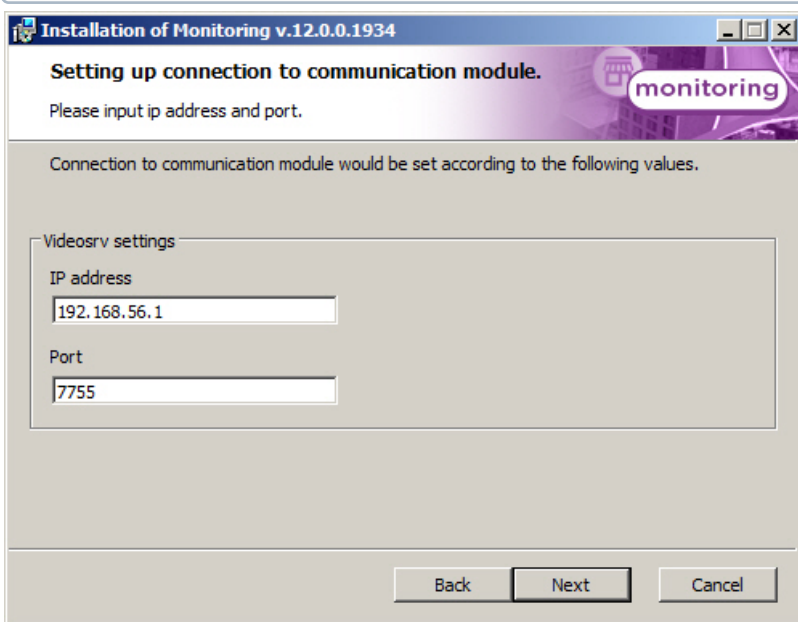 Installation of Monitoring v.12.0.0.1934
Setting up connection to communication module.
monitoring
Please input ip address and port.
Connection to communication module would be set according to the following values.
Videosrv settings
IP address
192.168.56.1
Port
7755
Back Next Cancel